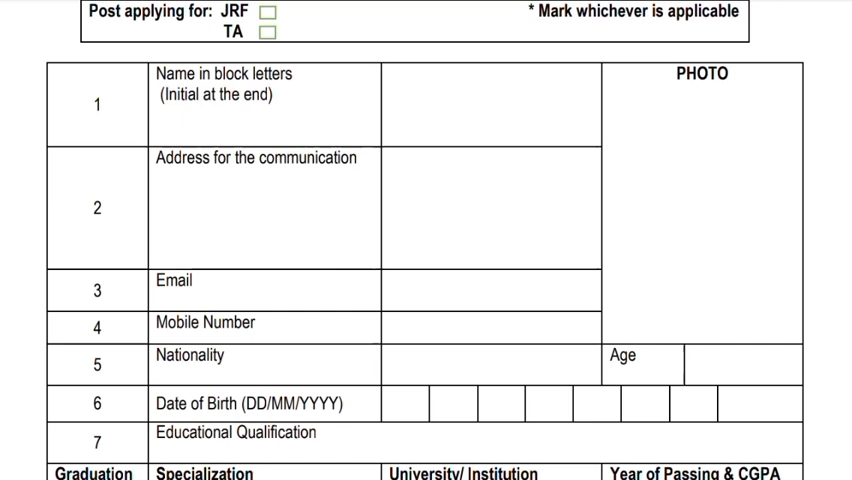 Post applying for: JRF * Mark whichever is applicable
TA
1 Name in block letters PHOTO
(Initial at the end)
2 Address for the communication
3 Email
4 Mobile Number
5 Nationality Age
6 Date of Birth (DD/MM/YYYY)
7 Educational Qualification
Graduation Specialization University/ Institution Year of Passing & CGPA